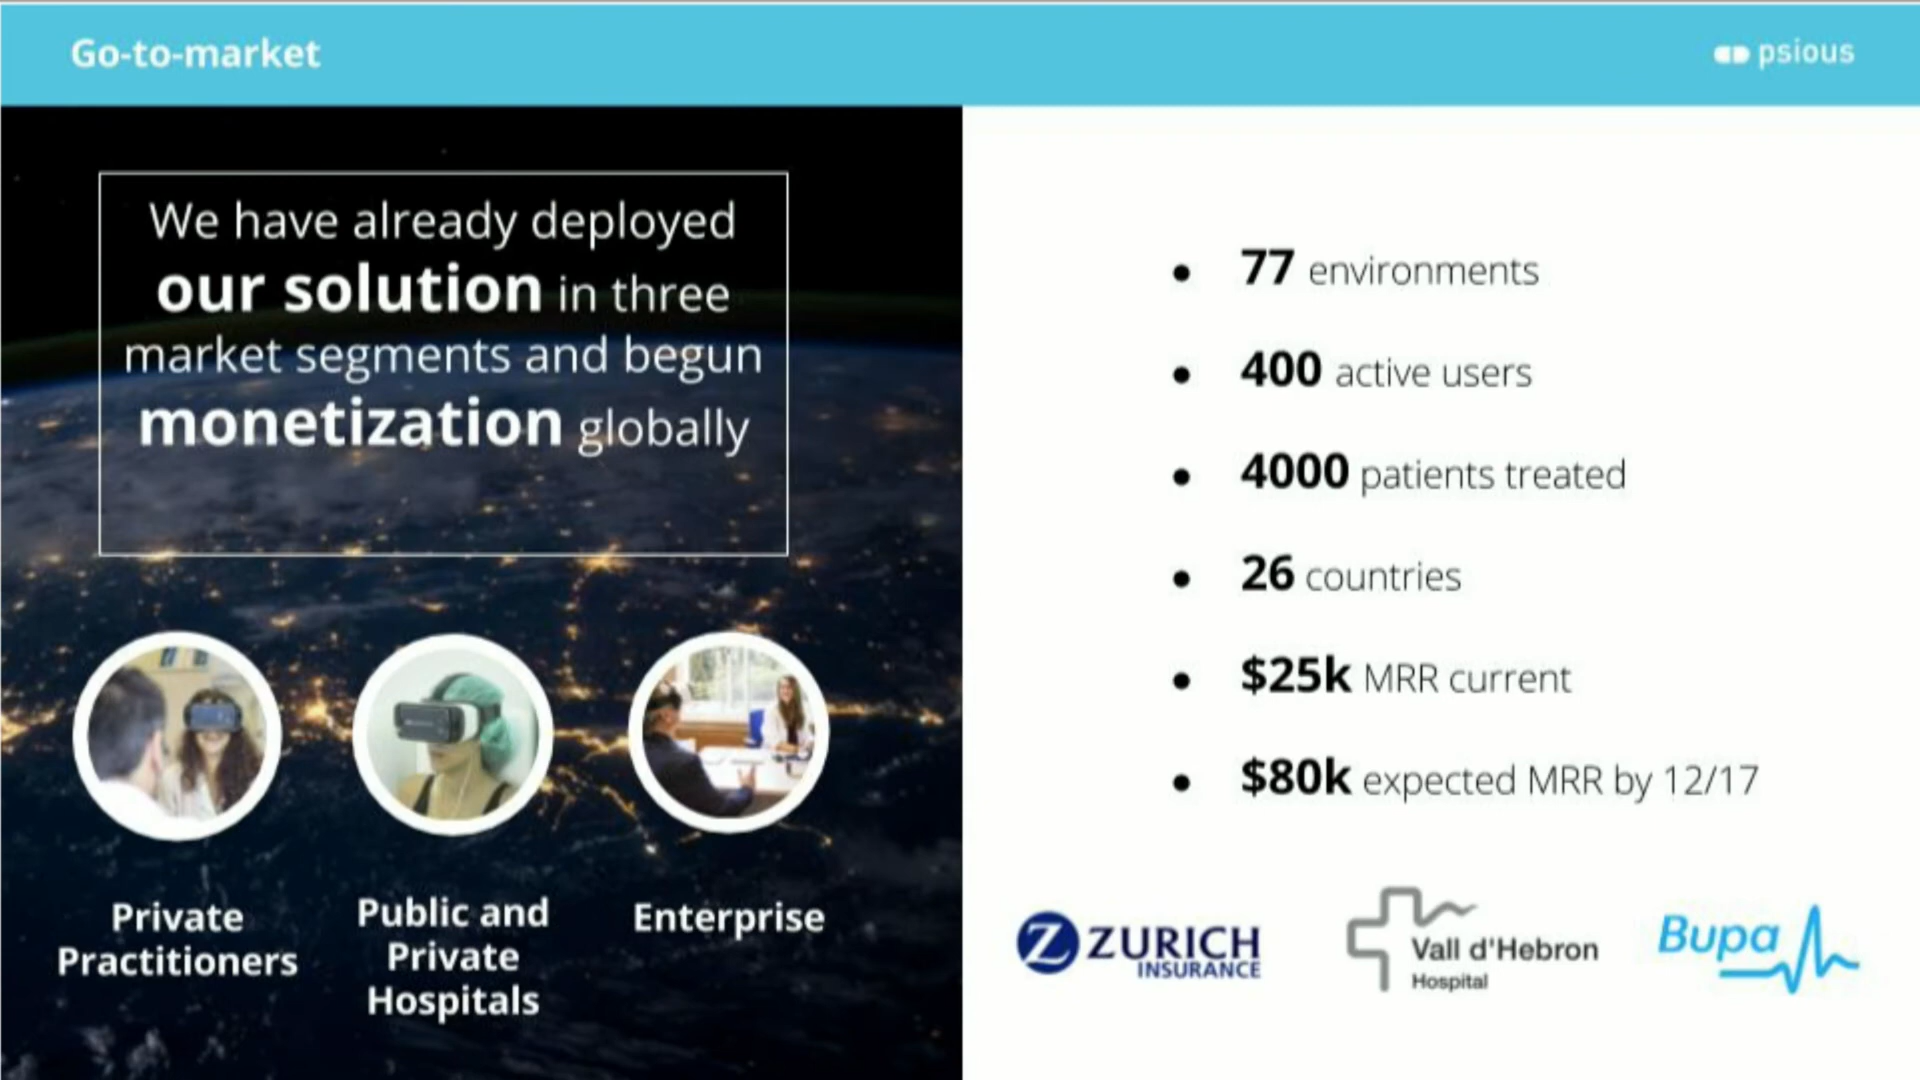 Go-to-market
psious
We have already deployed
our solution in three
market segments and begun
monetization globally
Private
Practitioners
Public and
Private
Hospitals
Enterprise
• 77 environments
• 400 active users
• 4000 patients treated
• 26 countries
• $25k MRR current
• $80k expected MRR by 12/17
Z ZURICH
INSURANCE
Vall d'Hebron
Hospital
Bupa